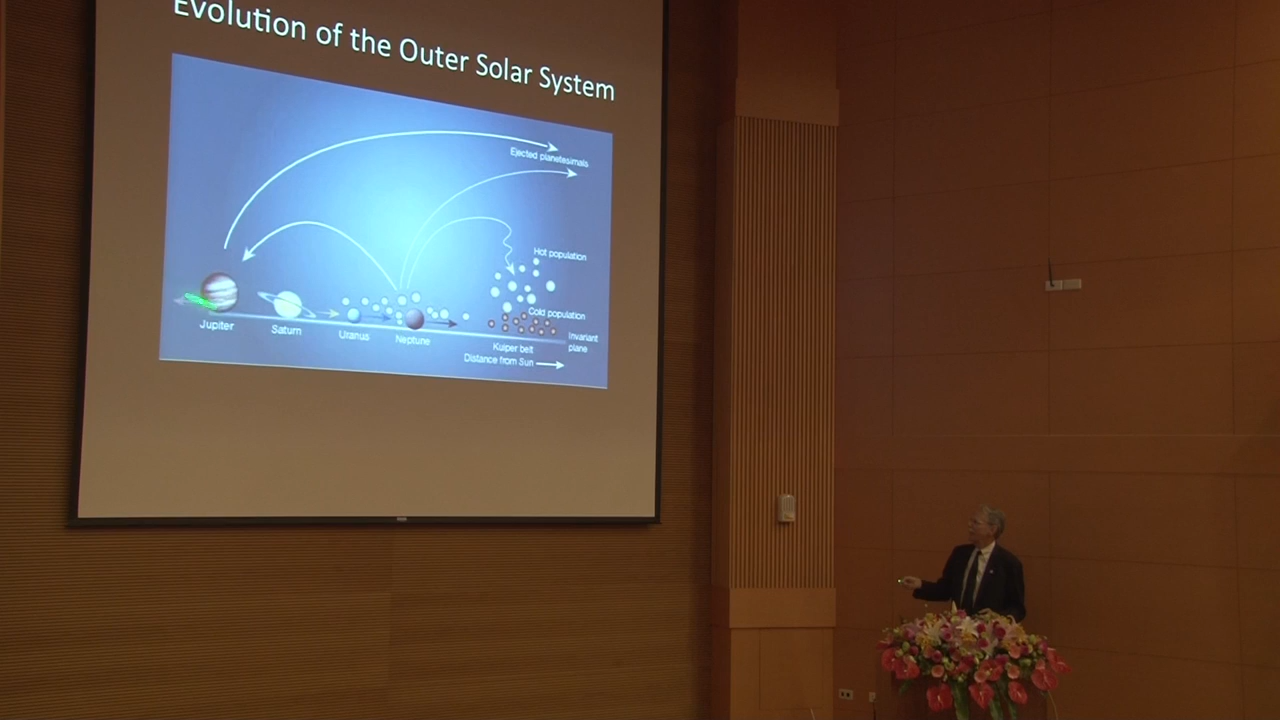 Evolution of the Outer Solar System
Ejected planetesimals
Hot population
Cold population
Jupiter
Saturn
Uranus
Neptune
Invariant
plane
Kuiper belt
Distance from Sun